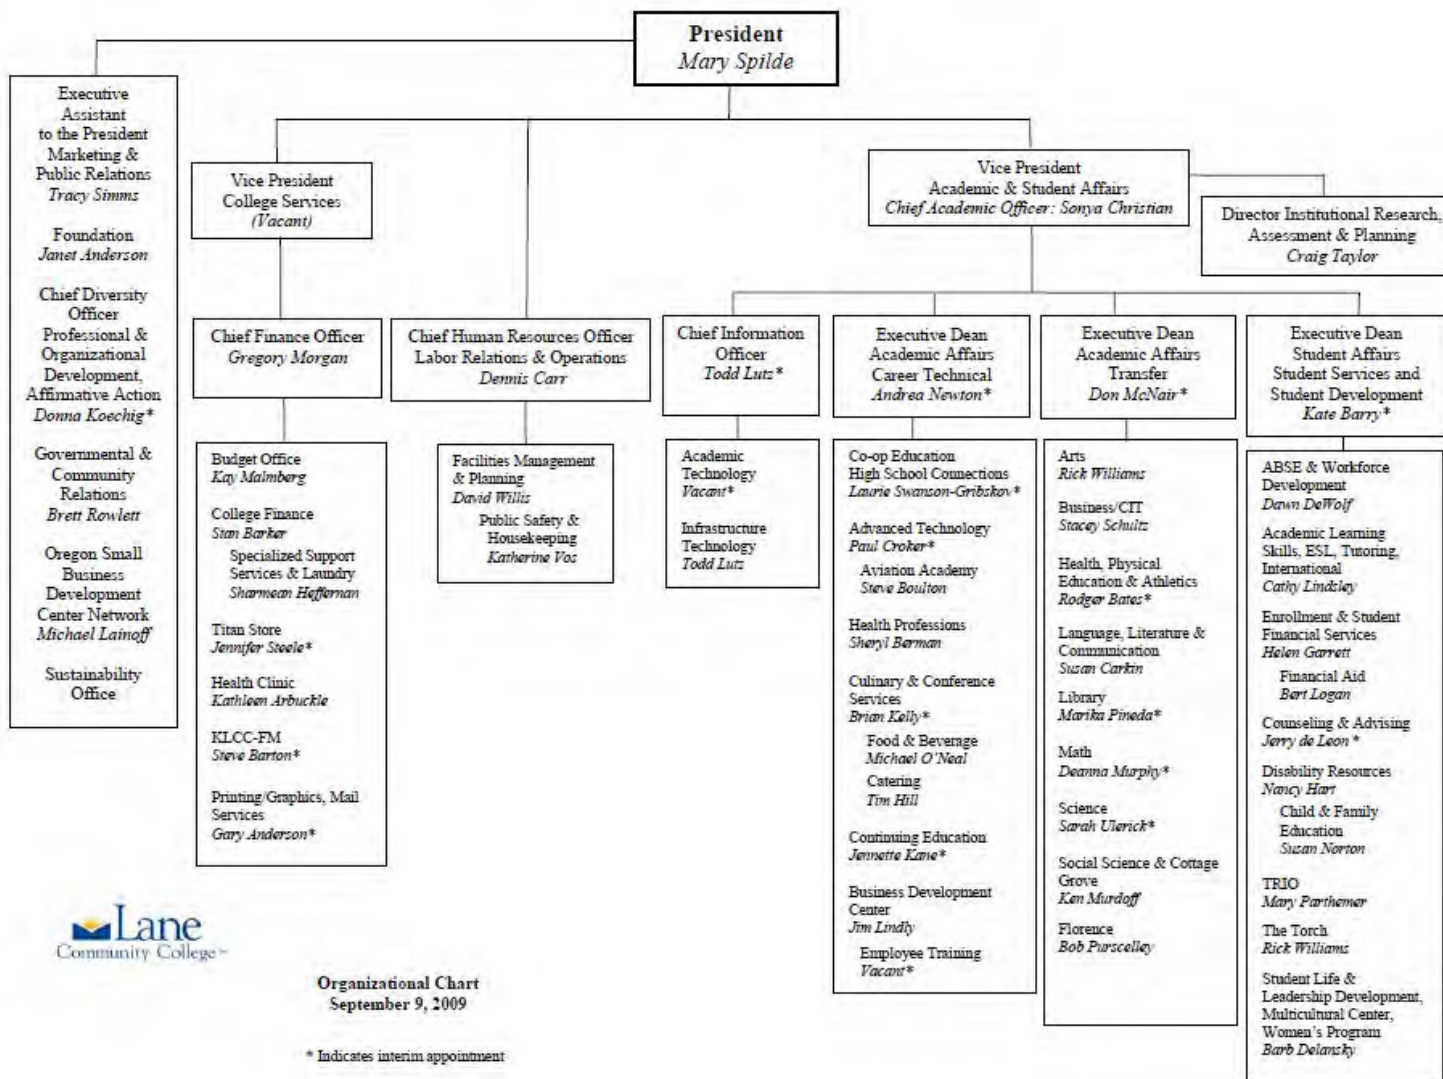 President
Mary Spilde
Executive
Assistant
to the President
Marketing &
Public Relations
Tracy Simms
Foundation
Janet Anderson
Chief Diversity
Officer
Professional &
Organizational
Development,
Affirmative Action
Donna Koechig*
Governmental &
Community
Relations
Brett Rowlett
Oregon Small
Business
Development
Center Network
Michael Lainoff
Sustainability
Office
Vice President
College Services
(Vacant)
Vice President
Academic & Student Affairs
Chief Academic Officer: Sonya Christian
Director Institutional Research,
Assessment & Planning
Craig Taylor
Chief Finance Officer
Gregory Morgan
Chief Human Resources Officer
Labor Relations & Operations
Dennis Carr
Chief Information
Officer
Todd Lutz*
Executive Dean
Academic Affairs
Career Technical
Andrea Newton*
Executive Dean
Academic Affairs
Transfer
Don McNair*
Executive Dean
Student Affairs
Student Services and
Student Development
Kate Barry*
Budget Office
Kay Malmberg
College Finance
Stan Barker
Specialized Support
Services & Laundry
Sharmean Heffernan
Titan Store
Jennifer Steele*
Health Clinic
Kathleen Arbuckle
KLCC-FM
Steve Barton*
Printing/Graphics, Mail
Services
Gary Anderson*
Facilities Management
& Planning
David Willis
Public Safety &
Housekeeping
Katherine Vos
Academic
Technology
Vacant*
Infrastructure
Technology
Todd Lutz
Co-op Education
High School Connections
Laurie Swanson-Gribskov*
Advanced Technology
Paul Croker*
Aviation Academy
Steve Boulton
Health Professions
Sheryl Berman
Culinary & Conference
Services
Brian Kelly*
Food & Beverage
Michael O'Neal
Catering
Tim Hill
Continuing Education
Jennette Kane*
Business Development
Center
Jim Lindly
Employee Training
Vacant*
Arts
Rick Williams
Business/CIT
Stacey Schultz
Health, Physical
Education & Athletics
Rodger Bates*
Language, Literature &
Communication
Susan Carkin
Library
Marika Pineda*
Math
Deanna Murphy*
Science
Sarah Ulerick*
Social Science & Cottage
Grove
Ken Murdoff
Florence
Bob Purscelley
ABSE & Workforce
Development
Dawn DeWolf
Academic Learning
Skills, ESL, Tutoring,
International
Cathy Lindsley
Enrollment & Student
Financial Services
Helen Garrett
Financial Aid
Bert Logan
Counseling & Advising
Jerry de Leon*
Disability Resources
Nancy Hart
Child & Family
Education
Susan Norton
TRIO
Mary Parthemer
The Torch
Rick Williams
Student Life &
Leadership Development,
Multicultural Center,
Women's Program
Barb Delansky
Lane
Community College
Organizational Chart
September 9, 2009
* Indicates interim appointment